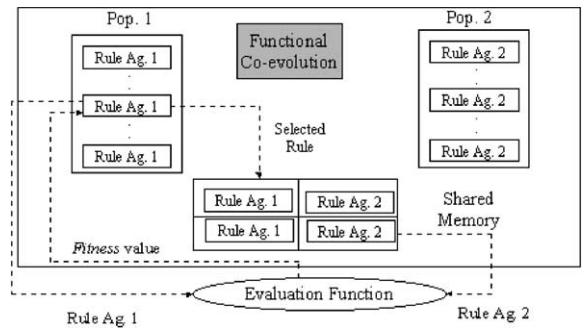 Pop. 1
Pop. 2
Functional
Co-evolution
Rule Ag. 1
Rule Ag. 1
Rule Ag. 1
Rule Ag. 2
Rule Ag. 2
Rule Ag. 2
Selected
Rule
Rule Ag. 1
Rule Ag. 2
Rule Ag. 1
Rule Ag. 2
Shared
Memory
Fitness value
Evaluation Function
Rule Ag. 1
Rule Ag. 2